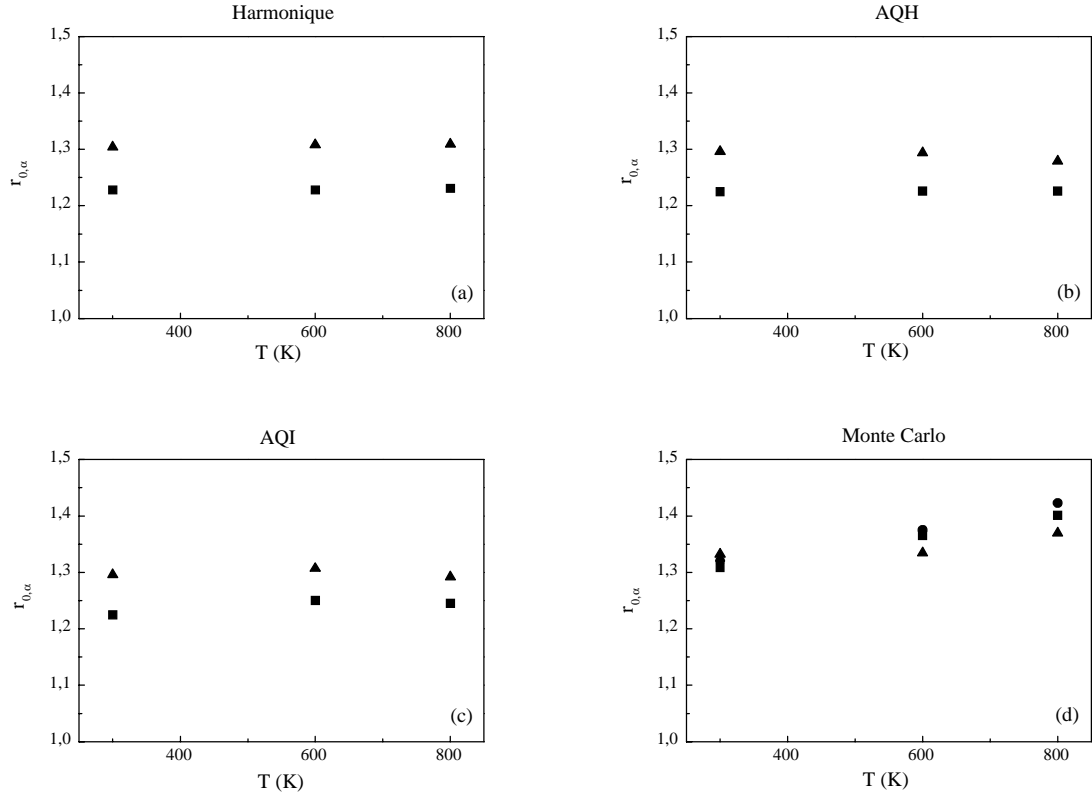 Harmonique
1,5
1,4
1,3
1,2
1,1
1,0
r0,α
400
600
800
T (K)
(a)
AQH
1,5
1,4
1,3
1,2
1,1
1,0
r0,α
400
600
800
T (K)
(b)
AQI
1,5
1,4
1,3
1,2
1,1
1,0
r0,α
400
600
800
T (K)
(c)
Monte Carlo
1,5
1,4
1,3
1,2
1,1
1,0
r0,α
400
600
800
T (K)
(d)